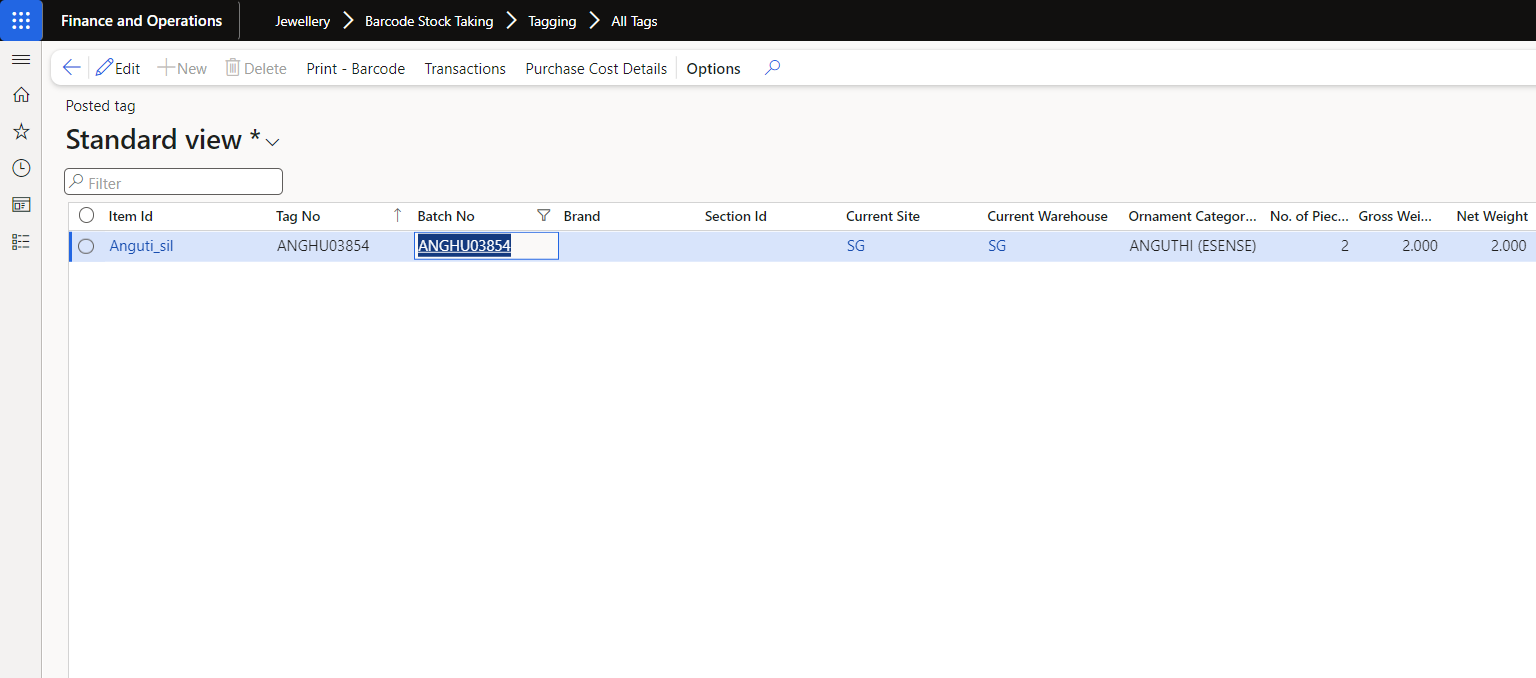 Finance and Operations Jewellery Barcode Stock Taking Tagging All Tags
Edit New Delete Print - Barcode Transactions Purchase Cost Details Options
Posted tag
Standard view *
Filter
Item Id Tag No Batch No Brand Section Id Current Site Current Warehouse Ornament Categor... No. of Piec... Gross Wei... Net Weight
Anguti_sil ANGHU03854 ANGHU03854 SG SG ANGUTHI (ESENSE) 2 2.000 2.000